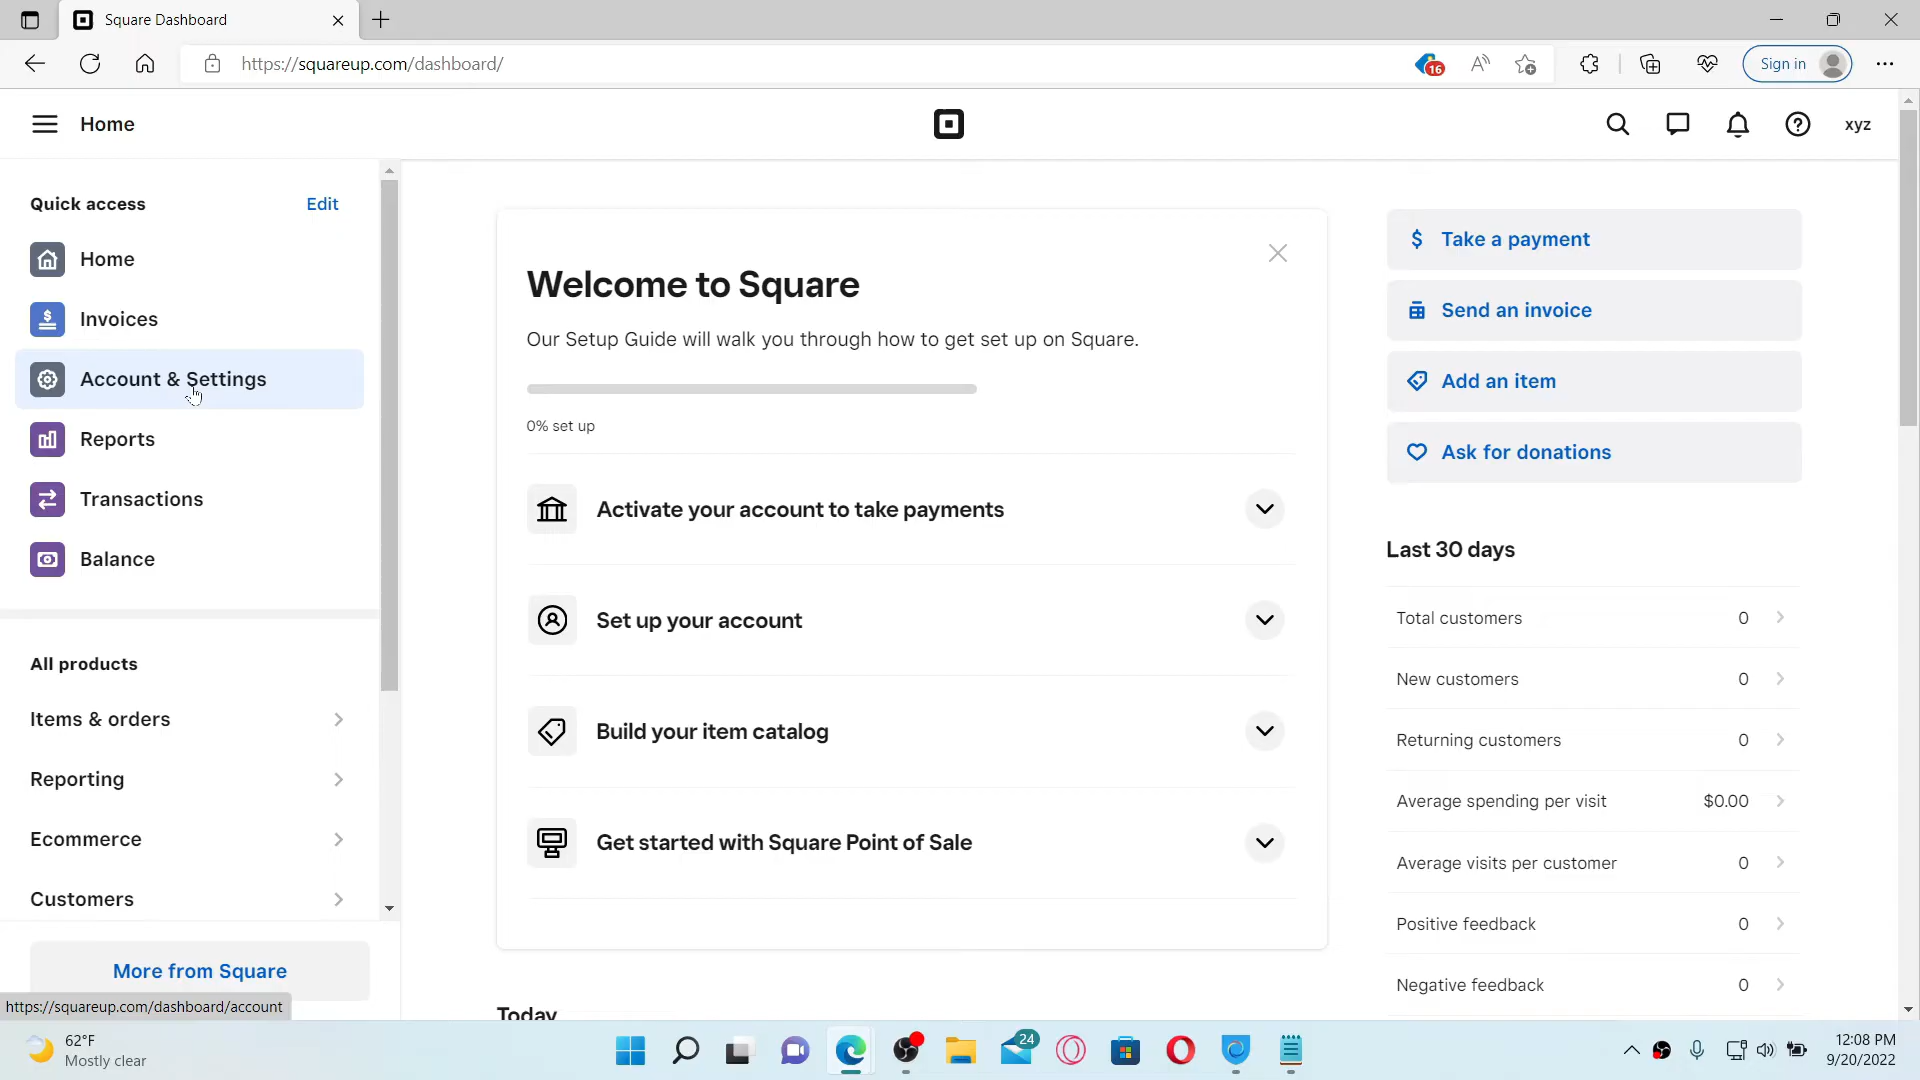 Square Dashboard
https://squareup.com/dashboard/
16
Sign in
Home
xyz
Quick access
Edit
Home
Invoices
Account & Settings
Reports
Transactions
Balance
All products
Items & orders
Reporting
Ecommerce
Customers
More from Square
https://squareup.com/dashboard/account
Welcome to Square
Our Setup Guide will walk you through how to get set up on Square.
0% set up
Activate your account to take payments
Set up your account
Build your item catalog
Get started with Square Point of Sale
Today
Take a payment
Send an invoice
Add an item
Ask for donations
Last 30 days
Total customers 0
New customers 0
Returning customers 0
Average spending per visit $0.00
Average visits per customer 0
Positive feedback 0
Negative feedback 0
62°F
Mostly clear
24
12:08 PM
9/20/2022